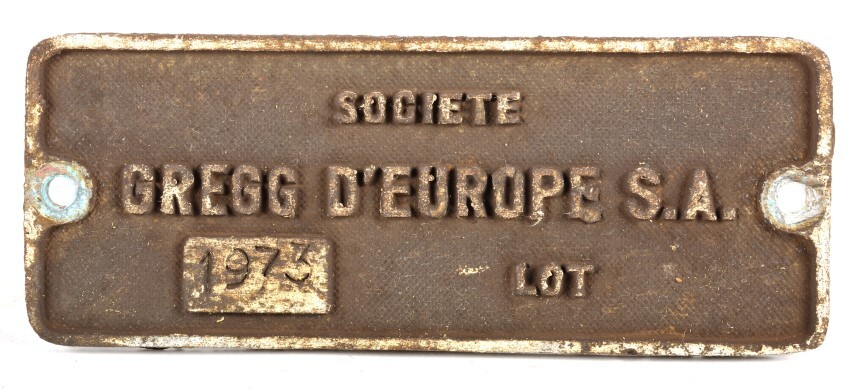 SOCIETE
GREGG D'EUROPE S.A.
1973 LOT